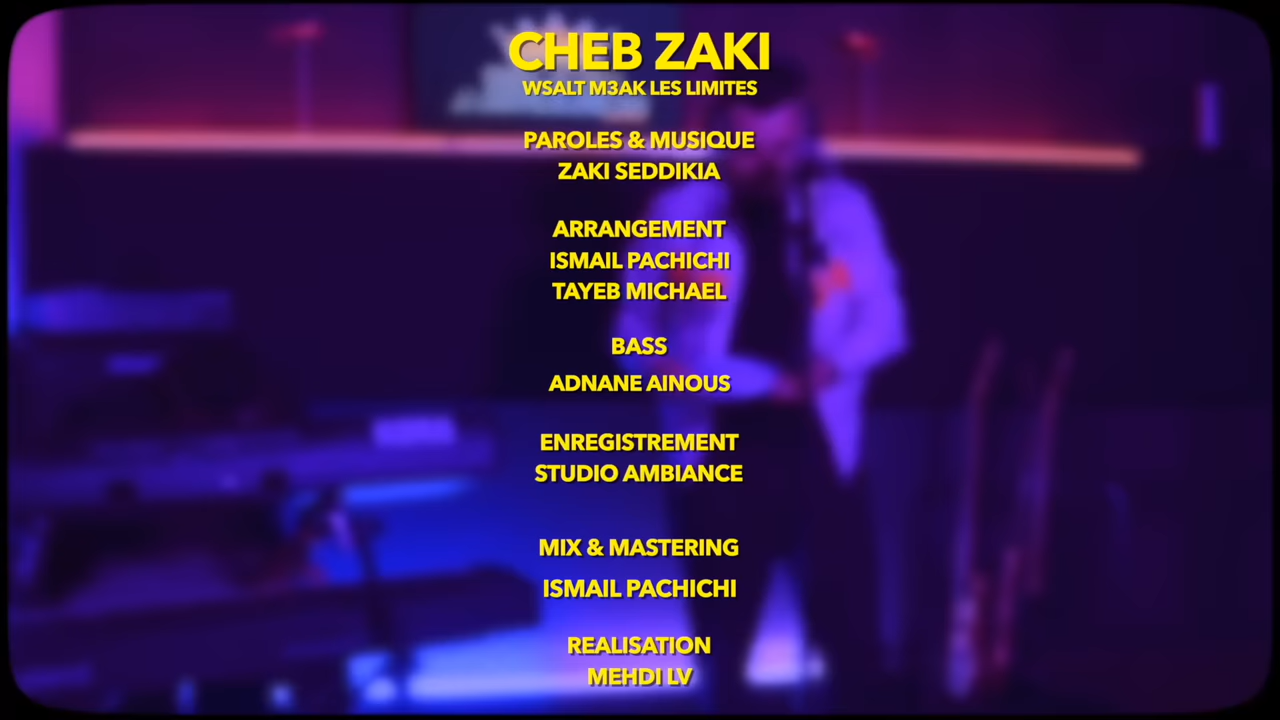 CHEB ZAKI
WSALT M3AK LES LIMITES
PAROLES & MUSIQUE
ZAKI SEDDIKIA
ARRANGEMENT
ISMAIL PACHICHI
TAYEB MICHAEL
BASS
ADNANE AINOUS
ENREGISTREMENT
STUDIO AMBIANCE
MIX & MASTERING
ISMAIL PACHICHI
REALISATION
MEHDI LV